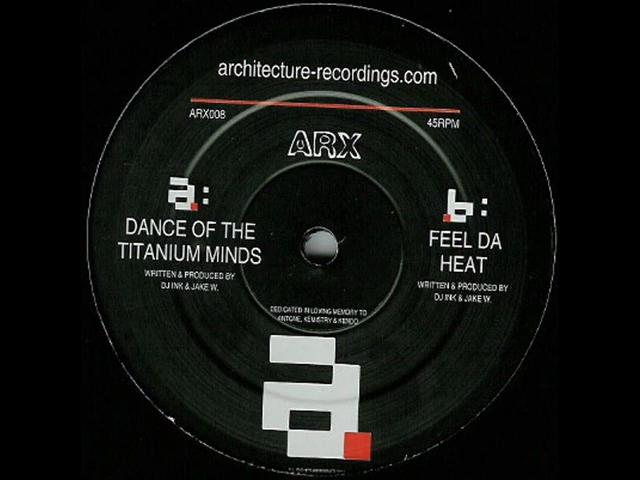 architecture-recordings.com
ARX008
45RPM
ARX
a:
DANCE OF THE
TITANIUM MINDS
WRITTEN & PRODUCED BY
DJ INK & JAKE W.
b:
FEEL DA
HEAT
WRITTEN & PRODUCED BY
DJ INK & JAKE W.
DEDICATED IN LOVING MEMORY TO
ANTONE, KEMISTRY & KENDO
a.